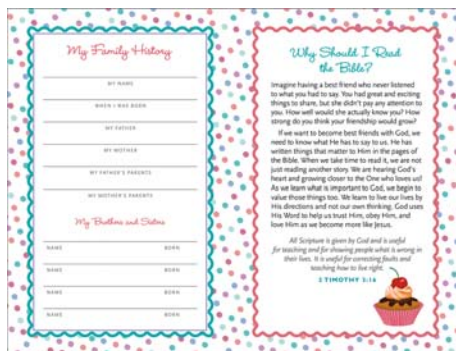 My Family History
MY NAME
WHEN I WAS BORN
MY FATHER
MY MOTHER
MY FATHER'S PARENTS
MY MOTHER'S PARENTS
My Brothers and Sisters
NAME BORN
NAME BORN
NAME BORN
NAME BORN
Why Should I Read
the Bible?
Imagine having a best friend who never listened
to what you had to say. You had great and exciting
things to share, but she didn't pay any attention to
you. How well would she actually know you? How
strong do you think your friendship would grow?
If we want to become best friends with God, we
need to know what He has to say to us. He has
written things that matter to Him in the pages of
the Bible. When we take time to read it, we are not
just reading another story. We are hearing God's
heart and growing closer to the One who loves us!
As we learn what is important to God, we begin to
value those things too. We learn to live our lives by
His directions and not our own thinking. God uses
His Word to help us trust Him, obey Him, and
love Him as we become more like Jesus.
All Scripture is given by God and is useful
for teaching and for showing people what is wrong in
their lives. It is useful for correcting faults and
teaching how to live right.
2 TIMOTHY 3:16